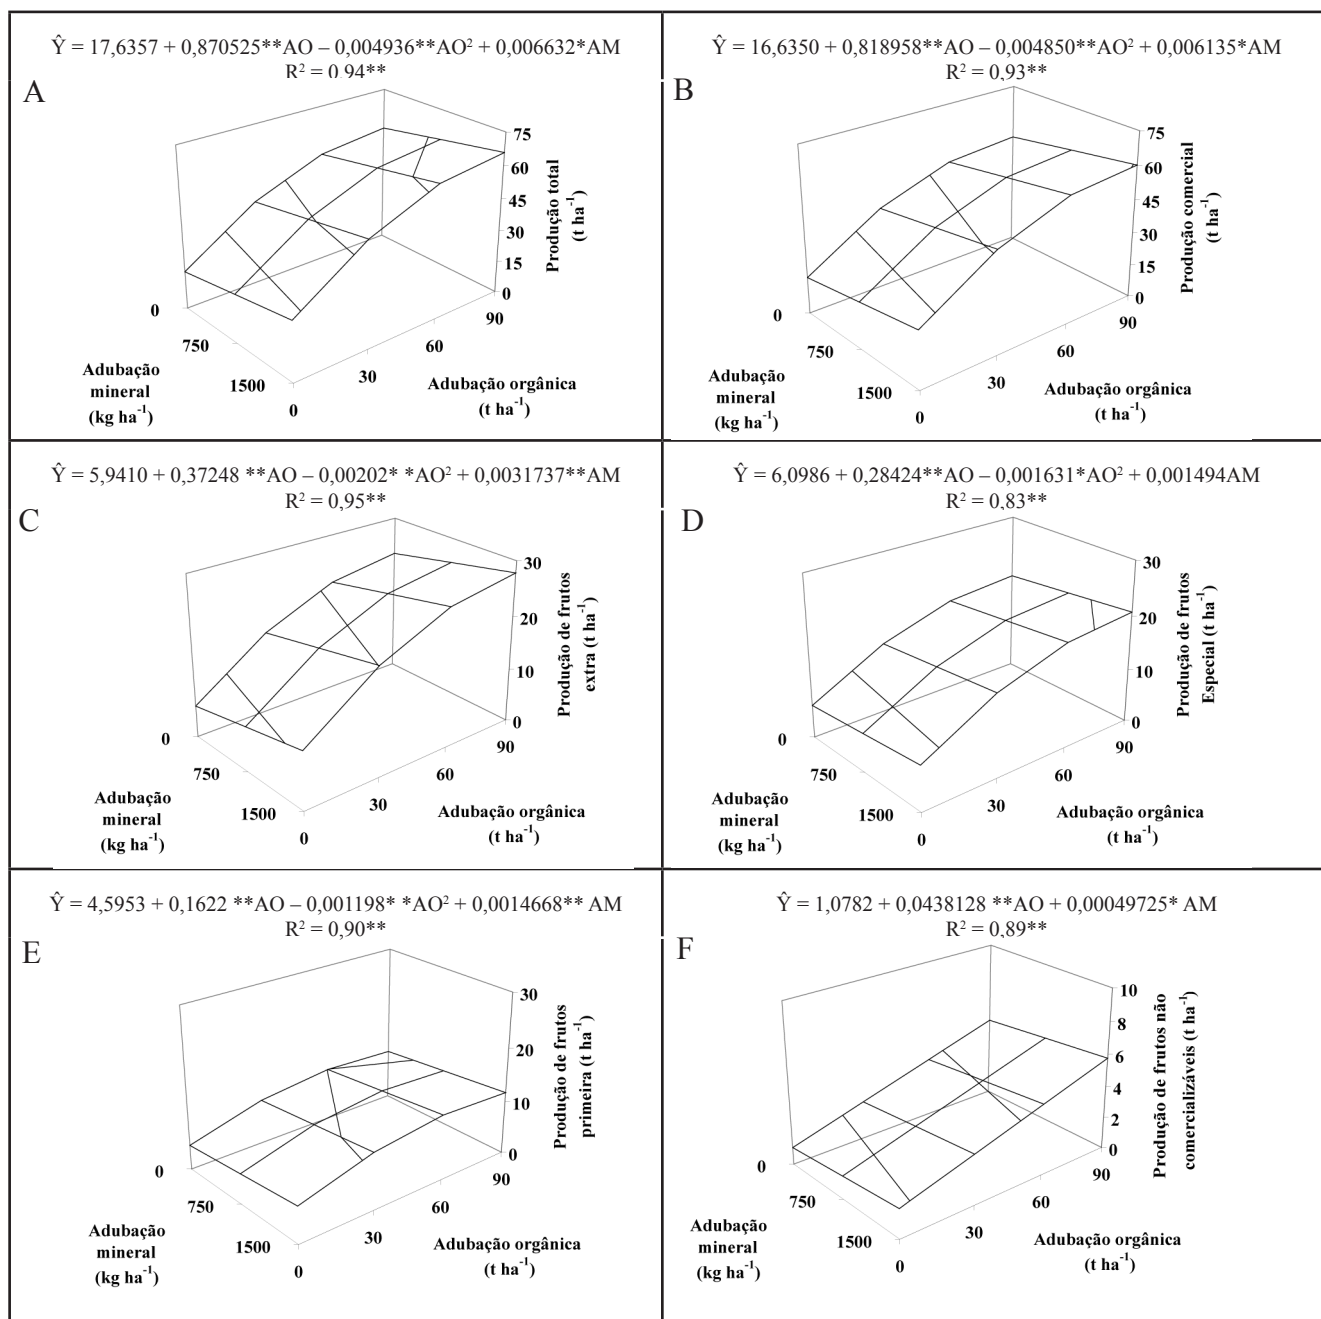 Ŷ = 17,6357 + 0,870525**AO – 0,004936**AO² + 0,006632*AM
R² = 0,94**
A
75
60
45
30
15
0
Produção total
(t ha⁻¹)
0
750
1500
Adubação
mineral
(kg ha⁻¹)
0
30
60
90
Adubação orgânica
(t ha⁻¹)
Ŷ = 16,6350 + 0,818958**AO – 0,004850**AO² + 0,006135*AM
R² = 0,93**
B
75
60
45
30
15
0
Produção comercial
(t ha⁻¹)
0
750
1500
Adubação
mineral
(kg ha⁻¹)
0
30
60
90
Adubação orgânica
(t ha⁻¹)
Ŷ = 5,9410 + 0,37248 **AO – 0,00202* *AO² + 0,0031737**AM
R² = 0,95**
C
30
20
10
0
Produção de frutos
extra (t ha⁻¹)
0
750
1500
Adubação
mineral
(kg ha⁻¹)
0
30
60
90
Adubação orgânica
(t ha⁻¹)
Ŷ = 6,0986 + 0,28424**AO – 0,001631*AO² + 0,001494AM
R² = 0,83**
D
30
20
10
0
Produção de frutos
Especial (t ha⁻¹)
0
750
1500
Adubação
mineral
(kg ha⁻¹)
0
30
60
90
Adubação orgânica
(t ha⁻¹)
Ŷ = 4,5953 + 0,1622 **AO – 0,001198* *AO² + 0,0014668** AM
R² = 0,90**
E
30
20
10
0
Produção de frutos
primeira (t ha⁻¹)
0
750
1500
Adubação
mineral
(kg ha⁻¹)
0
30
60
90
Adubação orgânica
(t ha⁻¹)
Ŷ = 1,0782 + 0,0438128 **AO + 0,00049725* AM
R² = 0,89**
F
10
8
6
4
2
0
Produção de frutos não
comercializáveis (t ha⁻¹)
0
750
1500
Adubação
mineral
(kg ha⁻¹)
0
30
60
90
Adubação orgânica
(t ha⁻¹)